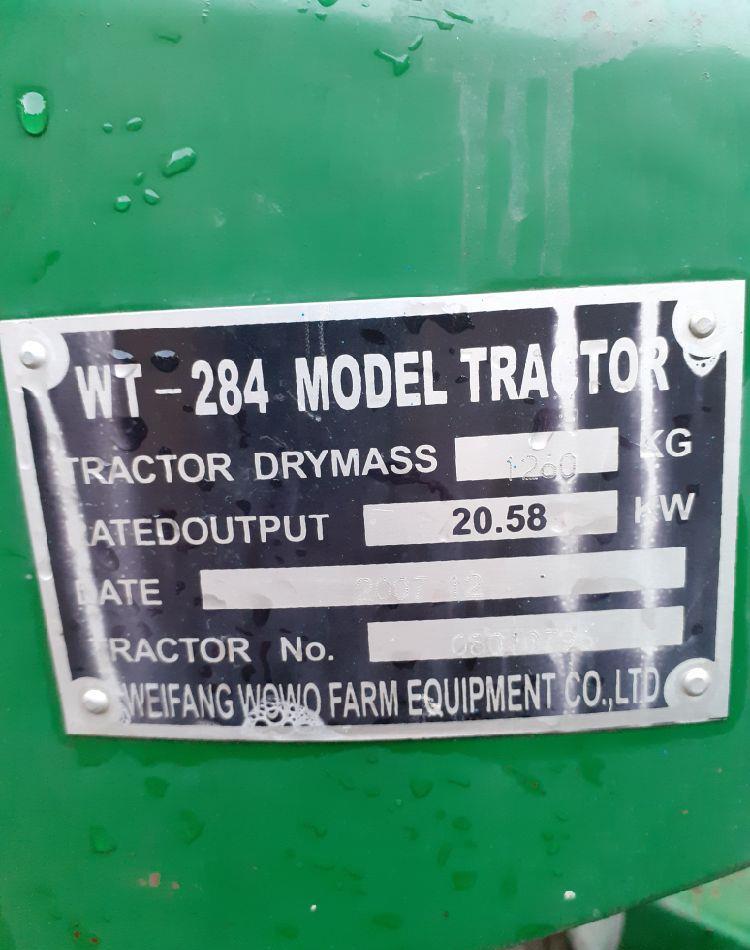 WT-284 MODEL TRACTOR
TRACTOR DRYMASS 1260 KG
RATEDOUTPUT 20.58 KW
DATE 2007 12
TRACTOR No.
WEIFANG WOWO FARM EQUIPMENT CO.,LTD